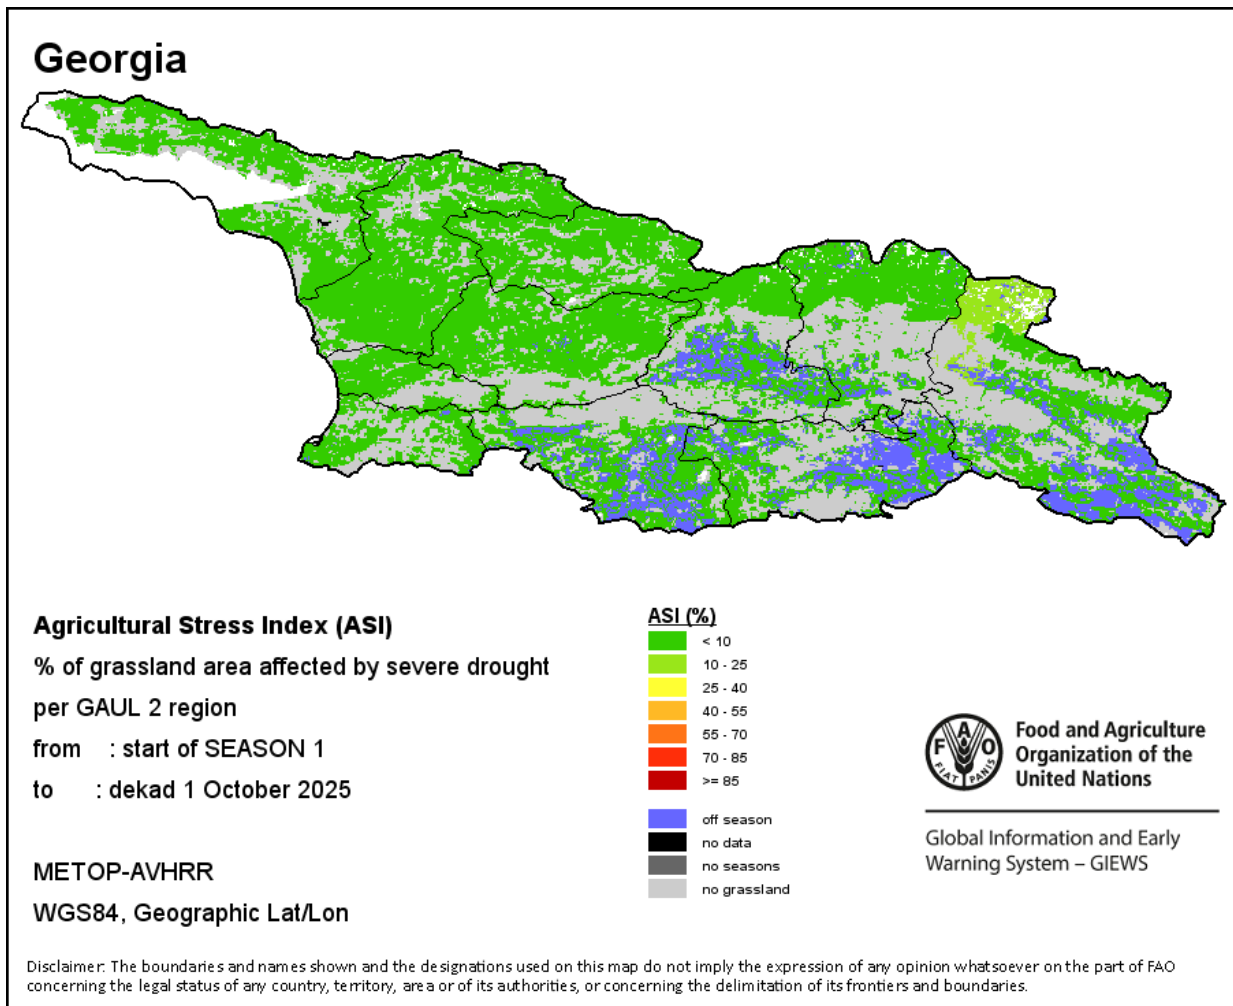 Georgia
Agricultural Stress Index (ASI)
% of grassland area affected by severe drought
per GAUL 2 region
from : start of SEASON 1
to : dekad 1 October 2025
METOP-AVHRR
WGS84, Geographic Lat/Lon
ASI (%)
< 10
10 - 25
25 - 40
40 - 55
55 - 70
70 - 85
>= 85
off season
no data
no seasons
no grassland
F A O
FIAT PANIS
Food and Agriculture
Organization of the
United Nations
Global Information and Early
Warning System – GIEWS
Disclaimer: The boundaries and names shown and the designations used on this map do not imply the expression of any opinion whatsoever on the part of FAO
concerning the legal status of any country, territory, area or of its authorities, or concerning the delimitation of its frontiers and boundaries.